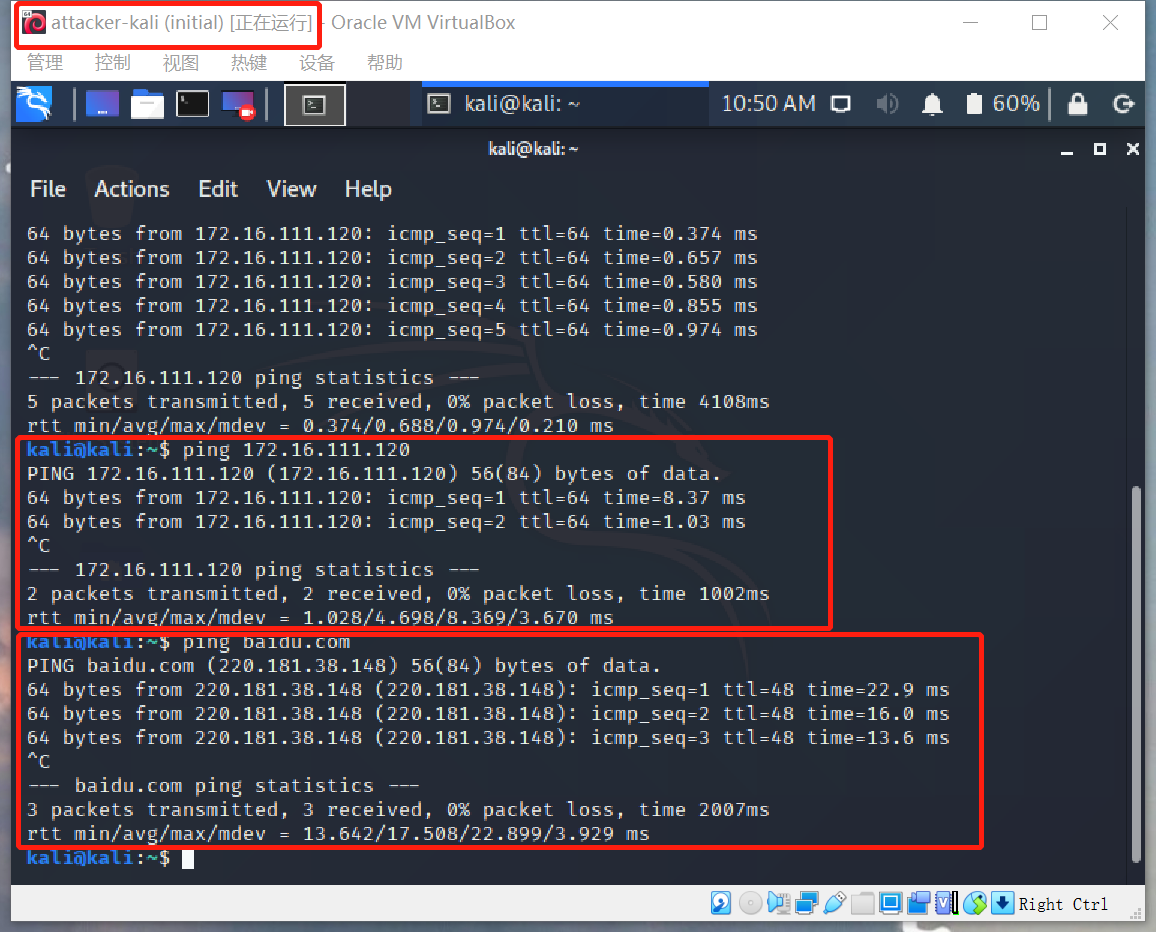 attacker-kali (initial) [正在运行] - Oracle VM VirtualBox
管理 控制 视图 热键 设备 帮助
kali@kali: ~ 10:50 AM 60%
kali@kali: ~
File Actions Edit View Help
64 bytes from 172.16.111.120: icmp_seq=1 ttl=64 time=0.374 ms
64 bytes from 172.16.111.120: icmp_seq=2 ttl=64 time=0.657 ms
64 bytes from 172.16.111.120: icmp_seq=3 ttl=64 time=0.580 ms
64 bytes from 172.16.111.120: icmp_seq=4 ttl=64 time=0.855 ms
64 bytes from 172.16.111.120: icmp_seq=5 ttl=64 time=0.974 ms
^C
--- 172.16.111.120 ping statistics ---
5 packets transmitted, 5 received, 0% packet loss, time 4108ms
rtt min/avg/max/mdev = 0.374/0.688/0.974/0.210 ms
kali@kali:~$ ping 172.16.111.120
PING 172.16.111.120 (172.16.111.120) 56(84) bytes of data.
64 bytes from 172.16.111.120: icmp_seq=1 ttl=64 time=8.37 ms
64 bytes from 172.16.111.120: icmp_seq=2 ttl=64 time=1.03 ms
^C
--- 172.16.111.120 ping statistics ---
2 packets transmitted, 2 received, 0% packet loss, time 1002ms
rtt min/avg/max/mdev = 1.028/4.698/8.369/3.670 ms
kali@kali:~$ ping baidu.com
PING baidu.com (220.181.38.148) 56(84) bytes of data.
64 bytes from 220.181.38.148 (220.181.38.148): icmp_seq=1 ttl=48 time=22.9 ms
64 bytes from 220.181.38.148 (220.181.38.148): icmp_seq=2 ttl=48 time=16.0 ms
64 bytes from 220.181.38.148 (220.181.38.148): icmp_seq=3 ttl=48 time=13.6 ms
^C
--- baidu.com ping statistics ---
3 packets transmitted, 3 received, 0% packet loss, time 2007ms
rtt min/avg/max/mdev = 13.642/17.508/22.899/3.929 ms
kali@kali:~$
Right Ctrl